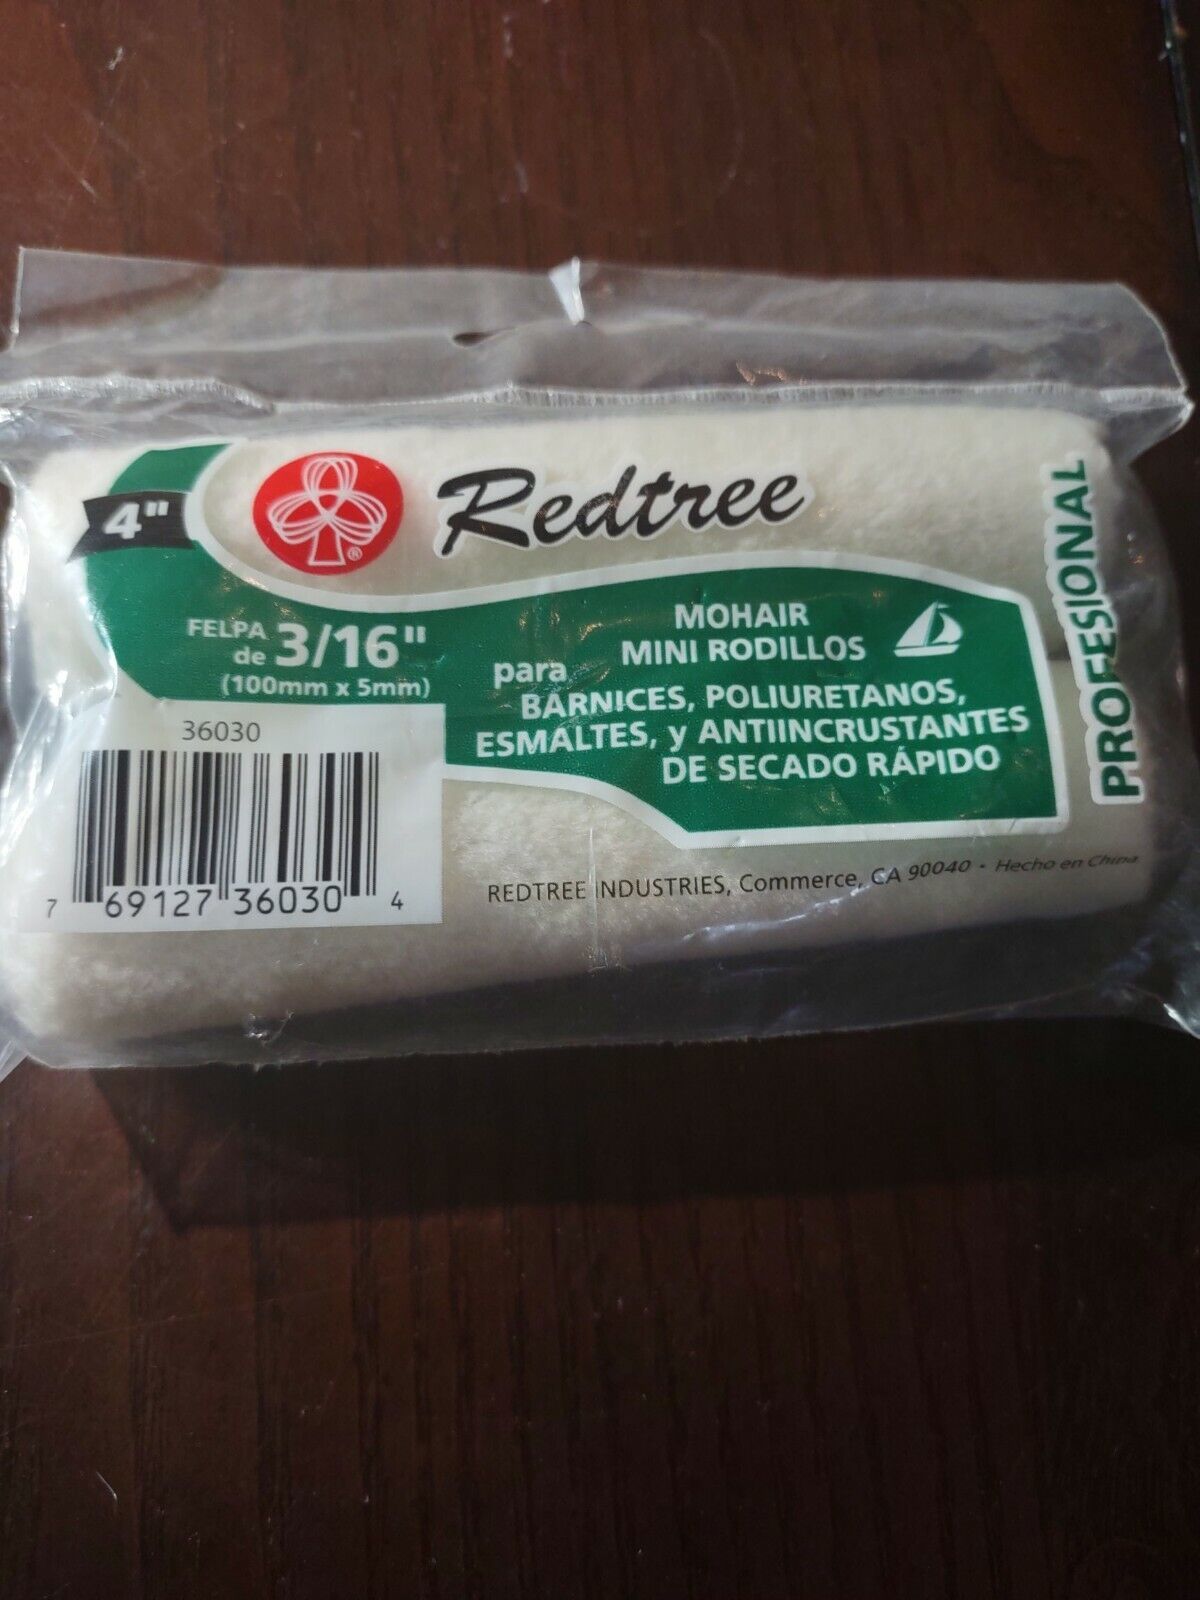 4"
®
Redtree
FELPA
de 3/16"
(100mm x 5mm)
MOHAIR
MINI RODILLOS
para
BARNICES, POLIURETANOS,
ESMALTES, y ANTIINCRUSTANTES
DE SECADO RÁPIDO
PROFESIONAL
36030
7 69127 36030 4
REDTREE INDUSTRIES, Commerce, CA 90040 • Hecho en China